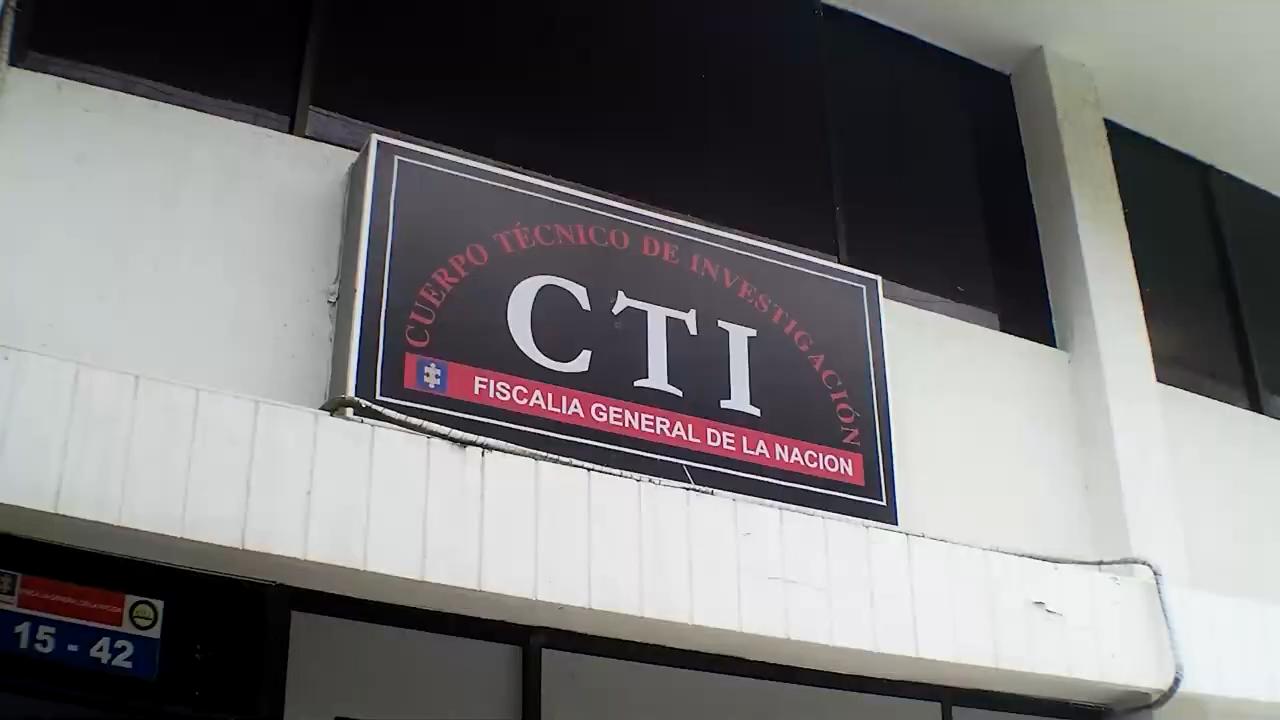 CUERPO TÉCNICO DE INVESTIGACIÓN
CTI
FISCALIA GENERAL DE LA NACION
15 - 42